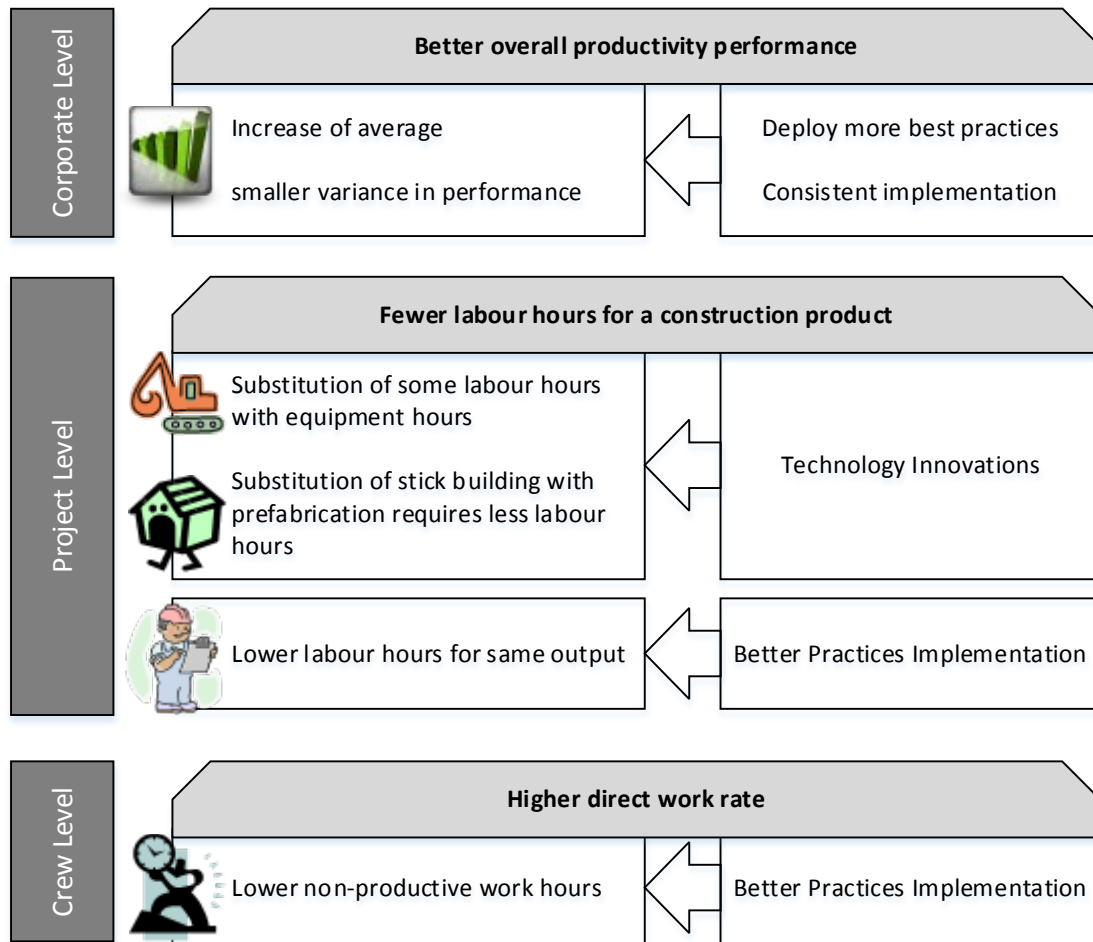 Corporate Level
Better overall productivity performance
Increase of average
smaller variance in performance
Deploy more best practices
Consistent implementation
Project Level
Fewer labour hours for a construction product
Substitution of some labour hours
with equipment hours
Substitution of stick building with
prefabrication requires less labour
hours
Technology Innovations
Lower labour hours for same output
Better Practices Implementation
Crew Level
Higher direct work rate
Lower non-productive work hours
Better Practices Implementation